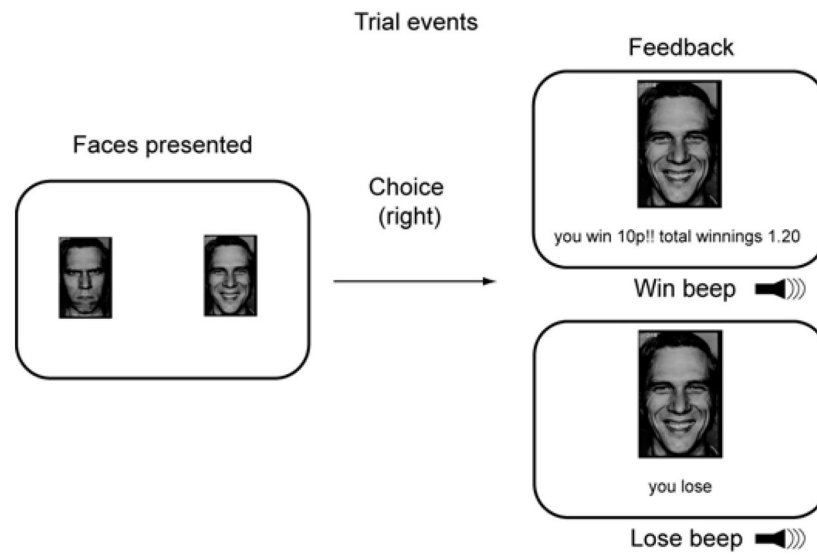 Trial events
Faces presented
Choice
(right)
Feedback
you win 10p!! total winnings 1.20
Win beep
you lose
Lose beep